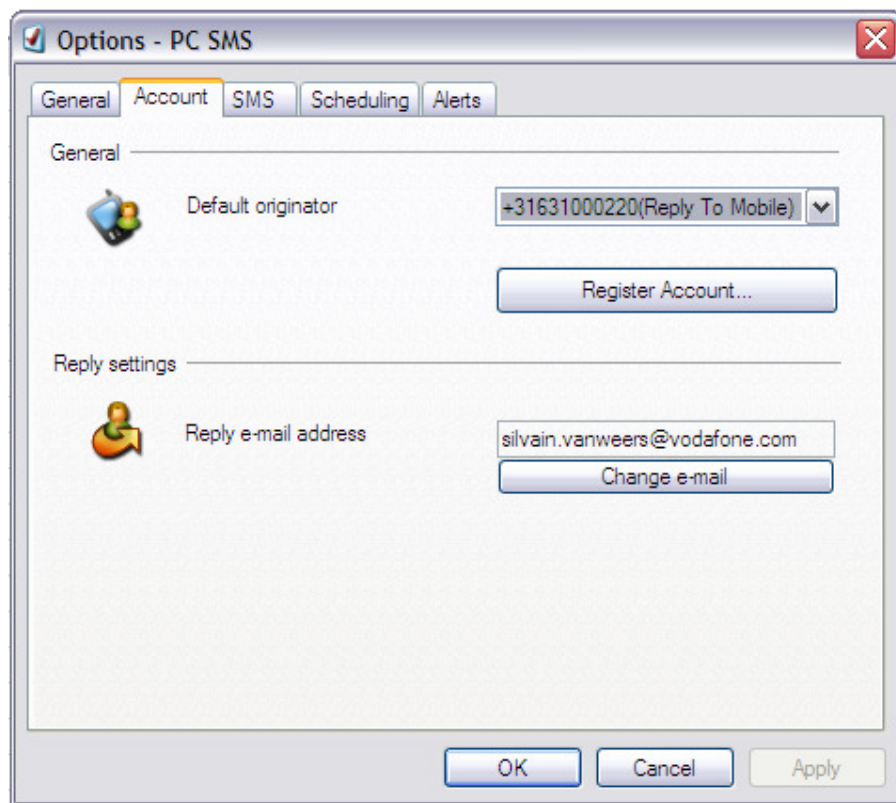 Options - PC SMS
General Account SMS Scheduling Alerts
General
Default originator +31631000220(Reply To Mobile)
Register Account...
Reply settings
Reply e-mail address silvain.vanweers@vodafone.com
Change e-mail
OK Cancel Apply